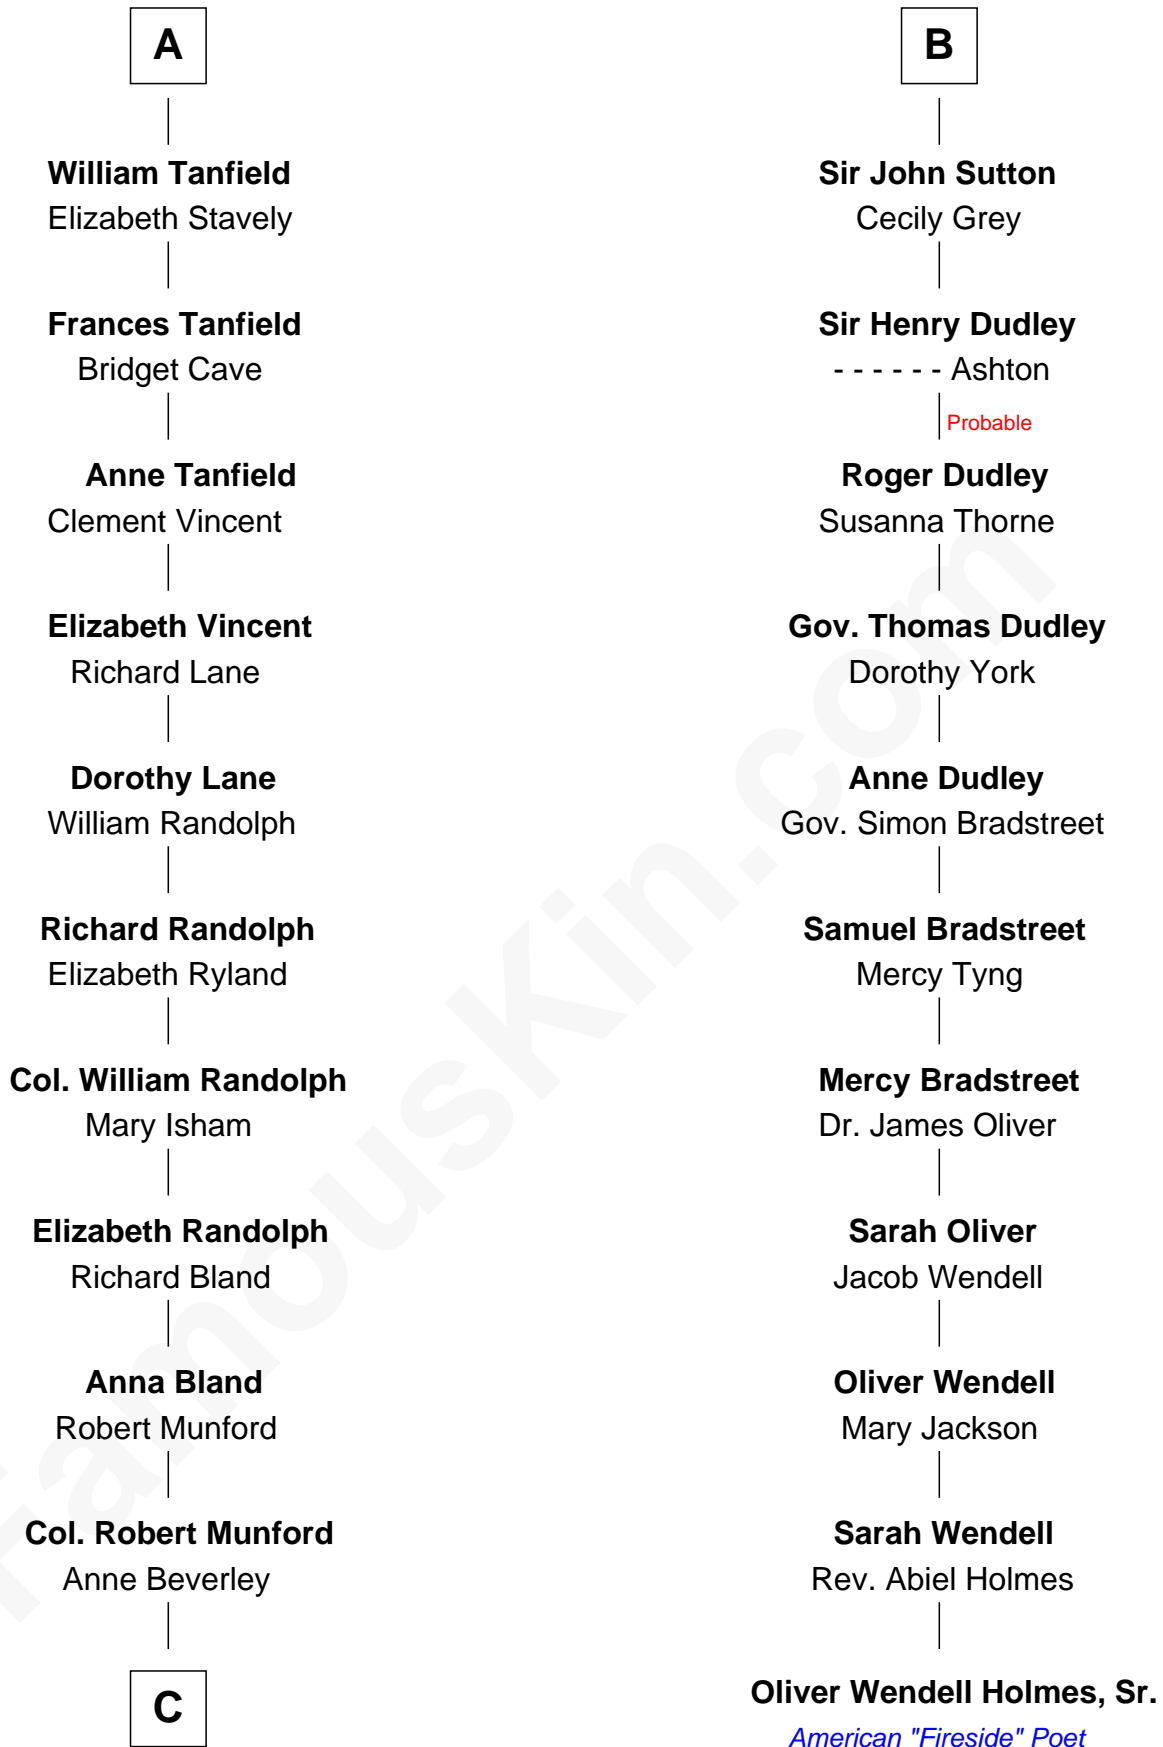 A
William Tanfield
Elizabeth Stavely
Frances Tanfield
Bridget Cave
Anne Tanfield
Clement Vincent
Elizabeth Vincent
Richard Lane
Dorothy Lane
William Randolph
Richard Randolph
Elizabeth Ryland
Col. William Randolph
Mary Isham
Elizabeth Randolph
Richard Bland
Anna Bland
Robert Munford
Col. Robert Munford
Anne Beverley
C
B
Sir John Sutton
Cecily Grey
Sir Henry Dudley
- - - - - - Ashton
Probable
Roger Dudley
Susanna Thorne
Gov. Thomas Dudley
Dorothy York
Anne Dudley
Gov. Simon Bradstreet
Samuel Bradstreet
Mercy Tyng
Mercy Bradstreet
Dr. James Oliver
Sarah Oliver
Jacob Wendell
Oliver Wendell
Mary Jackson
Sarah Wendell
Rev. Abiel Holmes
Oliver Wendell Holmes, Sr.
American "Fireside" Poet
FamousKin.com